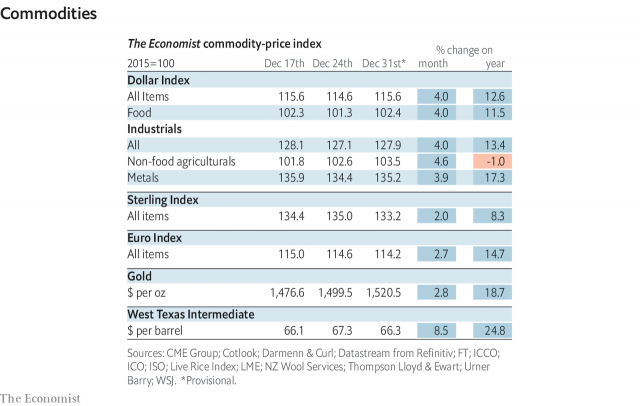 Commodities
The Economist commodity-price index
% change on
2015=100 Dec 17th Dec 24th Dec 31st* month year
Dollar Index
All Items 115.6 114.6 115.6 4.0 12.6
Food 102.3 101.3 102.4 4.0 11.5
Industrials
All 128.1 127.1 127.9 4.0 13.4
Non-food agriculturals 101.8 102.6 103.5 4.6 -1.0
Metals 135.9 134.4 135.2 3.9 17.3
Sterling Index
All items 134.4 135.0 133.2 2.0 8.3
Euro Index
All items 115.0 114.6 114.2 2.7 14.7
Gold
$ per oz 1,476.6 1,499.5 1,520.5 2.8 18.7
West Texas Intermediate
$ per barrel 66.1 67.3 66.3 8.5 24.8
Sources: CME Group; Cotlook; Darmenn & Curl; Datastream from Refinitiv; FT; ICCO;
ICO; ISO; Live Rice Index; LME; NZ Wool Services; Thompson Lloyd & Ewart; Urner
Barry; WSJ. *Provisional.
The Economist